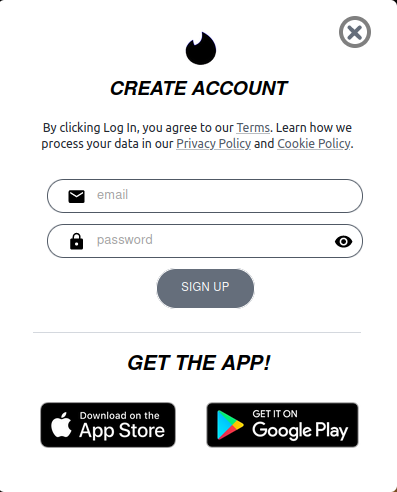 CREATE ACCOUNT
By clicking Log In, you agree to our Terms. Learn how we
process your data in our Privacy Policy and Cookie Policy.
email
password
SIGN UP
GET THE APP!
Download on the
App Store
GET IT ON
Google Play